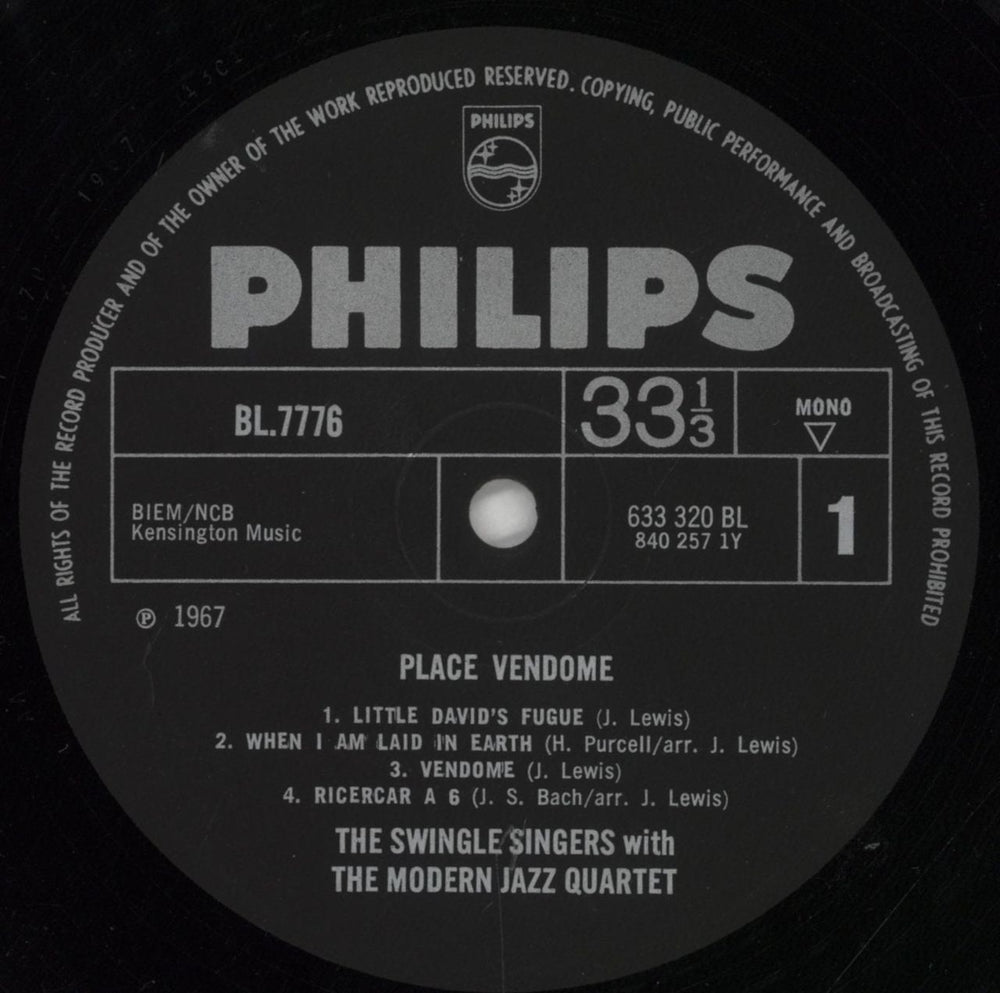 ALL RIGHTS OF THE RECORD PRODUCER AND OF THE OWNER OF THE WORK REPRODUCED RESERVED. COPYING, PUBLIC PERFORMANCE AND BROADCASTING OF THIS RECORD PROHIBITED
PHILIPS
PHILIPS
BL.7776
33 1/3
MONO
BIEM/NCB
Kensington Music
633 320 BL
840 257 1Y
1
℗ 1967
PLACE VENDOME
1. LITTLE DAVID'S FUGUE (J. Lewis)
2. WHEN I AM LAID IN EARTH (H. Purcell/arr. J. Lewis)
3. VENDOME (J. Lewis)
4. RICERCAR A 6 (J. S. Bach/arr. J. Lewis)
THE SWINGLE SINGERS with
THE MODERN JAZZ QUARTET